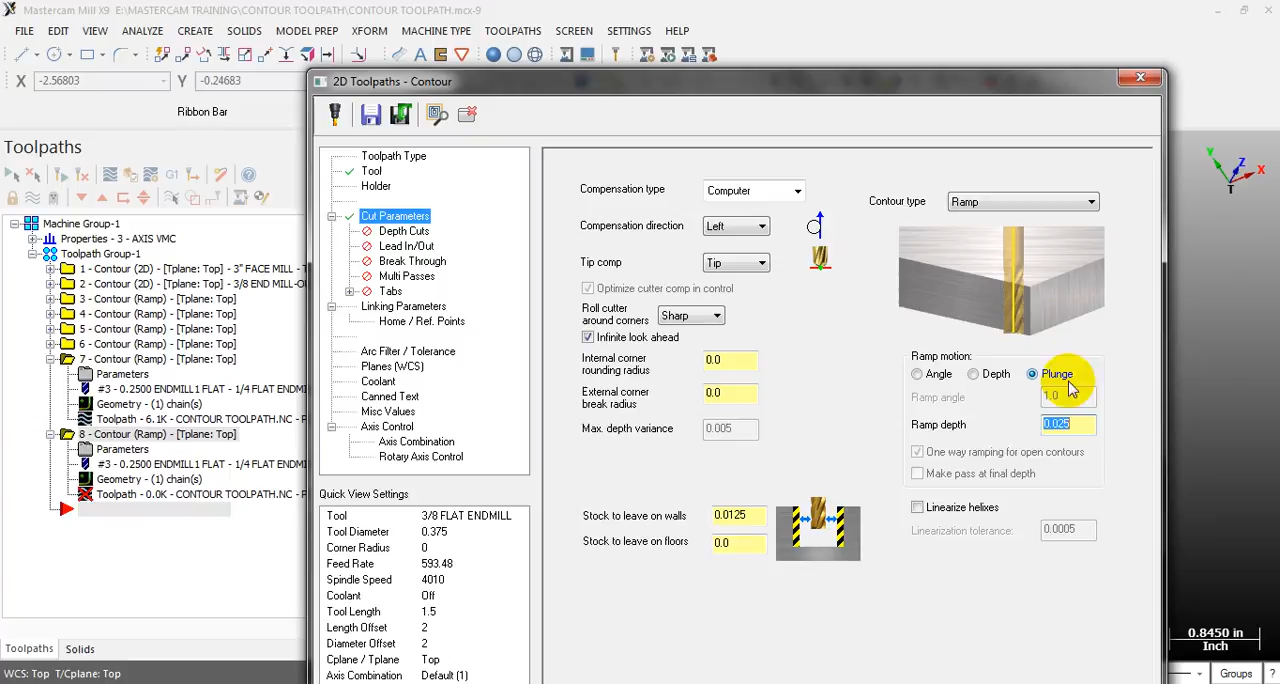 Mastercam Mill X9 E:\MASTERCAM TRAINING\CONTOUR TOOLPATH\CONTOUR TOOLPATH.mcx-9
FILE EDIT VIEW ANALYZE CREATE SOLIDS MODEL PREP XFORM MACHINE TYPE TOOLPATHS SCREEN SETTINGS HELP
X -2.56803 Y -0.24683
Ribbon Bar
Toolpaths
G1
Machine Group-1
Properties - 3 - AXIS VMC
Toolpath Group-1
1 - Contour (2D) - [Tplane: Top] - 3" FACE MILL - T
2 - Contour (2D) - [Tplane: Top] - 3/8 END MILL-O
3 - Contour (Ramp) - [Tplane: Top]
4 - Contour (Ramp) - [Tplane: Top]
5 - Contour (Ramp) - [Tplane: Top]
6 - Contour (Ramp) - [Tplane: Top]
7 - Contour (Ramp) - [Tplane: Top]
Parameters
#3 - 0.2500 ENDMILL1 FLAT - 1/4 FLAT END
Geometry - (1) chain(s)
Toolpath - 6.1K - CONTOUR TOOLPATH.NC - P
8 - Contour (Ramp) - [Tplane: Top]
Parameters
#3 - 0.2500 ENDMILL1 FLAT - 1/4 FLAT END
Geometry - (1) chain(s)
Toolpath - 0.0K - CONTOUR TOOLPATH.NC - P
Toolpaths Solids
WCS: Top T/Cplane: Top
2D Toolpaths - Contour
Toolpath Type
Tool
Holder
Cut Parameters
Depth Cuts
Lead In/Out
Break Through
Multi Passes
Tabs
Linking Parameters
Home / Ref. Points
Arc Filter / Tolerance
Planes (WCS)
Coolant
Canned Text
Misc Values
Axis Control
Axis Combination
Rotary Axis Control
Quick View Settings
Tool 3/8 FLAT ENDMILL
Tool Diameter 0.375
Corner Radius 0
Feed Rate 593.48
Spindle Speed 4010
Coolant Off
Tool Length 1.5
Length Offset 2
Diameter Offset 2
Cplane / Tplane Top
Axis Combination Default (1)
Compensation type Computer
Compensation direction Left
Tip comp Tip
Optimize cutter comp in control
Roll cutter around corners Sharp
Infinite look ahead
Internal corner rounding radius 0.0
External corner break radius 0.0
Max. depth variance 0.005
Stock to leave on walls 0.0125
Stock to leave on floors 0.0
Contour type Ramp
Ramp motion:
Angle Depth Plunge
Ramp angle 1.0
Ramp depth 0.025
One way ramping for open contours
Make pass at final depth
Linearize helixes
Linearization tolerance: 0.0005
Y Z X
T
0.8450 in
Inch
Groups ?